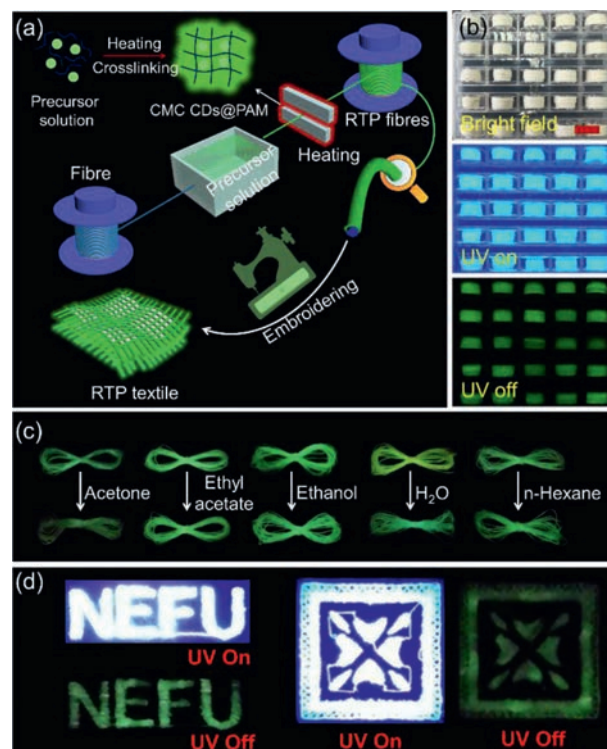 (a)
Heating
Crosslinking
Precursor
solution
CMC CDs@PAM
RTP fibres
Heating
Fibre
Precursor
solution
Embroidering
RTP textile
(b)
Bright field
UV on
UV off
(c)
Acetone
Ethyl
acetate
Ethanol
H₂O
n-Hexane
(d)
NEFU
UV On
NEFU
UV Off
UV On
UV Off